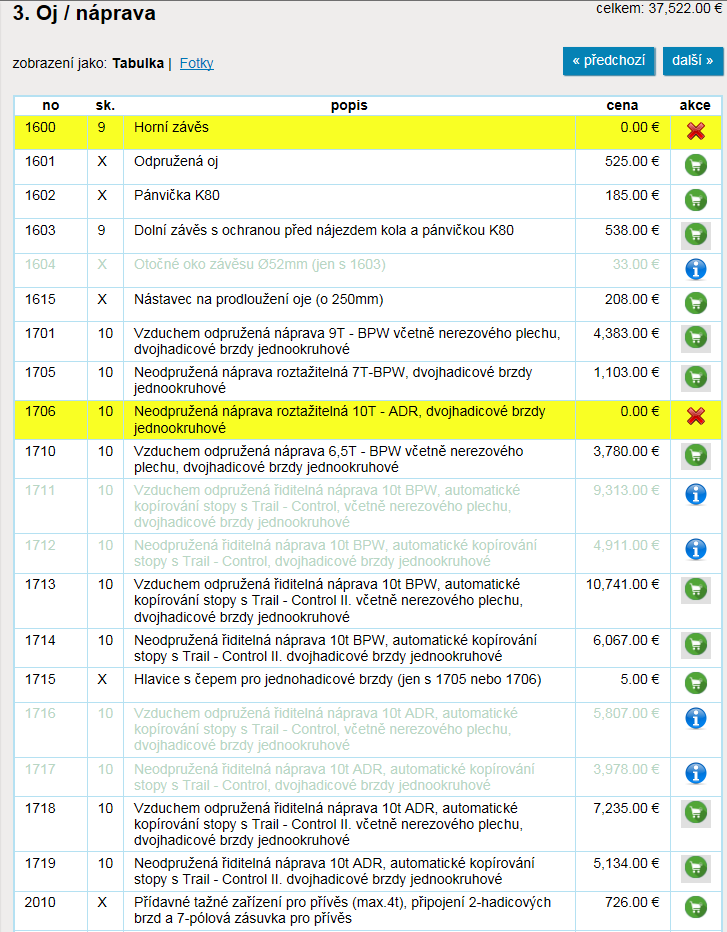 3. Oj / náprava
celkem: 37,522.00 €
zobrazení jako: Tabulka | Fotky
« předchozí
další »
no sk. popis cena akce
1600 9 Horní závěs 0.00 €
1601 X Odpružená oj 525.00 €
1602 X Pánvička K80 185.00 €
1603 9 Dolní závěs s ochranou před nájezdem kola a pánvičkou K80 538.00 €
1604 X Otočné oko závěsu Ø52mm (jen s 1603) 33.00 €
1615 X Nástavec na prodloužení oje (o 250mm) 208.00 €
1701 10 Vzduchem odpružená náprava 9T - BPW včetně nerezového plechu, 4,383.00 €
dvojhadicové brzdy jednookruhové
1705 10 Neodpružená náprava roztažitelná 7T-BPW, dvojhadicové brzdy 1,103.00 €
jednookruhové
1706 10 Neodpružená náprava roztažitelná 10T - ADR, dvojhadicové brzdy 0.00 €
jednookruhové
1710 10 Vzduchem odpružená náprava 6,5T - BPW včetně nerezového 3,780.00 €
plechu, dvojhadicové brzdy jednookruhové
1711 10 Vzduchem odpružená řiditelná náprava 10t BPW, automatické 9,313.00 €
kopírování stopy s Trail - Control, včetně nerezového plechu,
dvojhadicové brzdy jednookruhové
1712 10 Neodpružená řiditelná náprava 10t BPW, automatické kopírování 4,911.00 €
stopy s Trail - Control, dvojhadicové brzdy jednookruhové
1713 10 Vzduchem odpružená řiditelná náprava 10t BPW, automatické 10,741.00 €
kopírování stopy s Trail - Control II. včetně nerezového plechu,
dvojhadicové brzdy jednookruhové
1714 10 Neodpružená řiditelná náprava 10t BPW, automatické kopírování 6,067.00 €
stopy s Trail - Control II. dvojhadicové brzdy jednookruhové
1715 X Hlavice s čepem pro jednohadicové brzdy (jen s 1705 nebo 1706) 5.00 €
1716 10 Vzduchem odpružená řiditelná náprava 10t ADR, automatické 5,807.00 €
kopírování stopy s Trail - Control, včetně nerezového plechu,
dvojhadicové brzdy jednookruhové
1717 10 Neodpružená řiditelná náprava 10t ADR, automatické kopírování 3,978.00 €
stopy s Trail - Control, dvojhadicové brzdy jednookruhové
1718 10 Vzduchem odpružená řiditelná náprava 10t ADR, automatické 7,235.00 €
kopírování stopy s Trail - Control II. včetně nerezového plechu,
dvojhadicové brzdy jednookruhové
1719 10 Neodpružená řiditelná náprava 10t ADR, automatické kopírování 5,134.00 €
stopy s Trail - Control II. dvojhadicové brzdy jednookruhové
2010 X Přídavné tažné zařízení pro přívěs (max.4t), připojení 2-hadicových 726.00 €
brzd a 7-pólová zásuvka pro přívěs